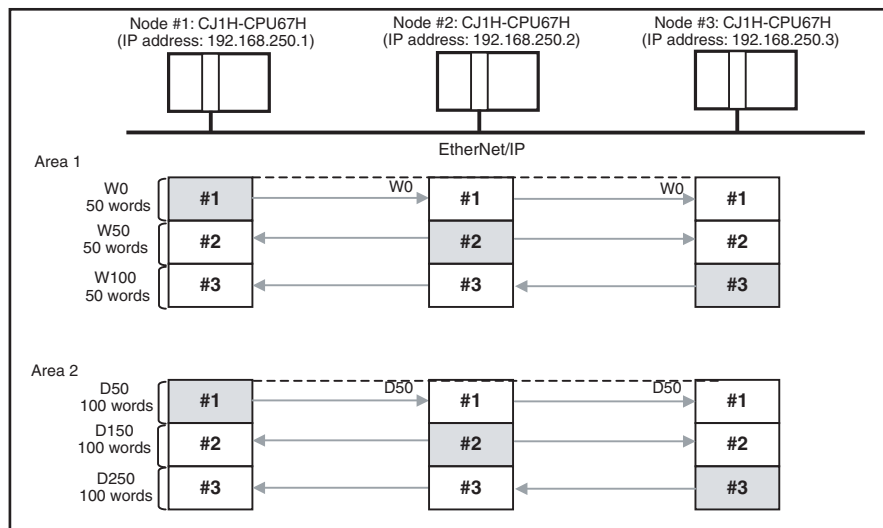 Node #1: CJ1H-CPU67H
(IP address: 192.168.250.1)
Node #2: CJ1H-CPU67H
(IP address: 192.168.250.2)
Node #3: CJ1H-CPU67H
(IP address: 192.168.250.3)
EtherNet/IP
Area 1
W0
50 words
#1
W0
#1
W0
#1
W50
50 words
#2
#2
#2
W100
50 words
#3
#3
#3
Area 2
D50
100 words
#1
D50
#1
D50
#1
D150
100 words
#2
#2
#2
D250
100 words
#3
#3
#3